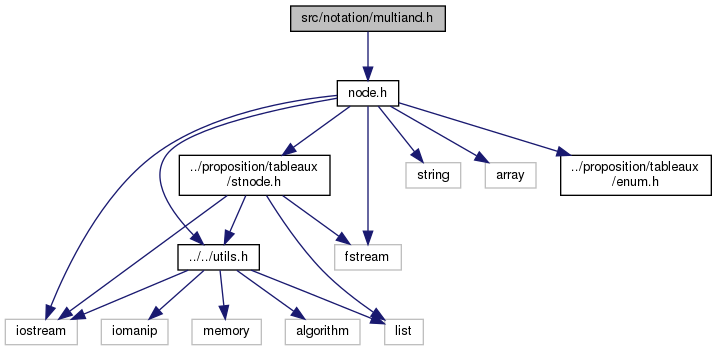 src/notation/multiand.h
node.h
../proposition/tableaux
/stnode.h
string
array
../proposition/tableaux
/enum.h
../../utils.h
fstream
iostream
iomanip
memory
algorithm
list